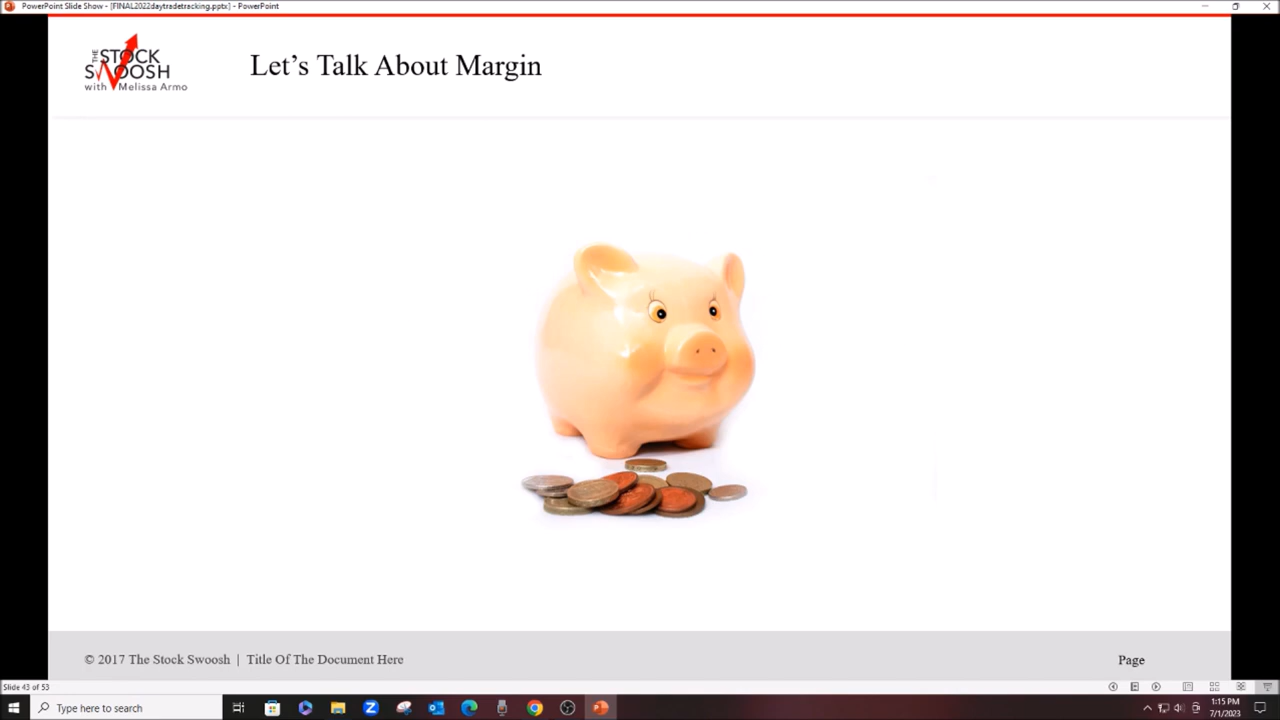 PowerPoint Slide Show - [FINAL2022daytradetracking.pptx] - PowerPoint
THE STOCK
SWOOSH
with Melissa Armo
Let's Talk About Margin
© 2017 The Stock Swoosh | Title Of The Document Here
Page
Slide 43 of 53
Type here to search
1:15 PM
7/1/2023